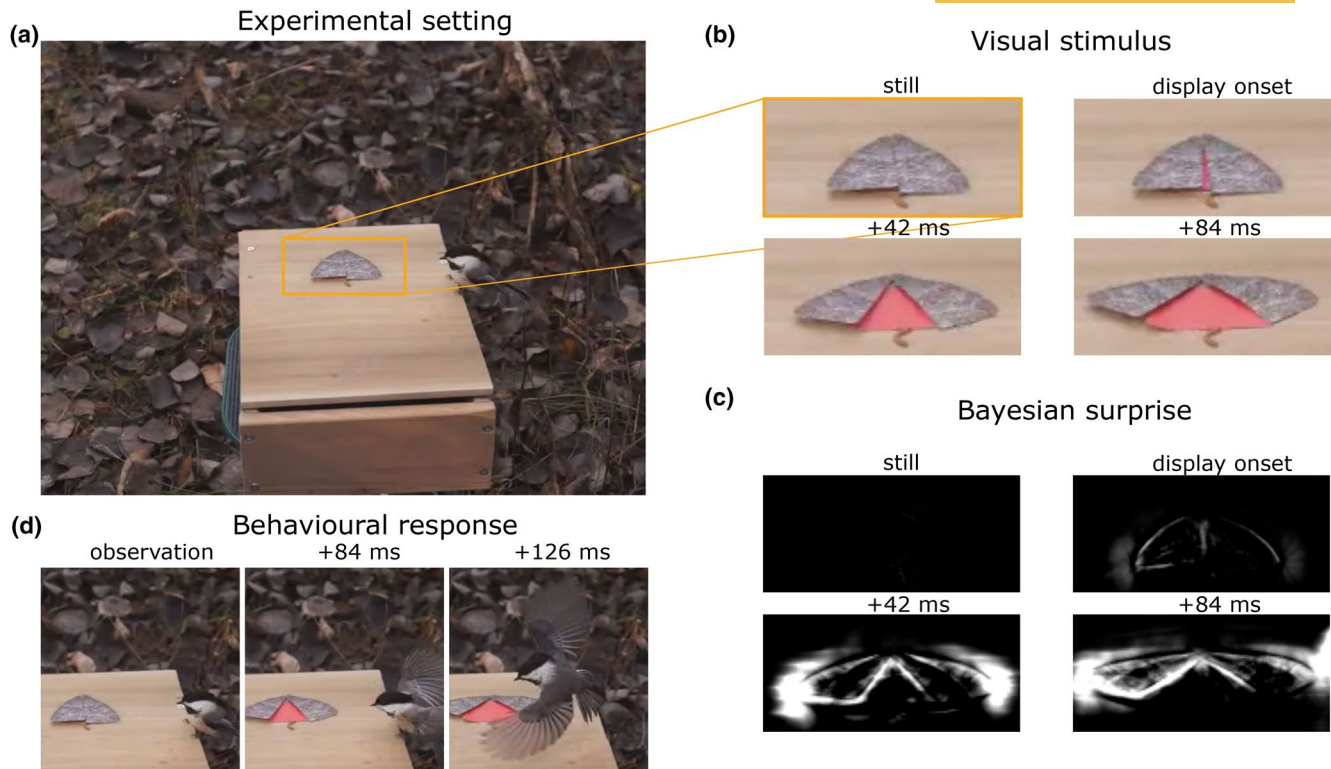 (a)
Experimental setting
(b)
Visual stimulus
still
display onset
+42 ms
+84 ms
(c)
Bayesian surprise
still
display onset
+42 ms
+84 ms
(d)
Behavioural response
observation
+84 ms
+126 ms